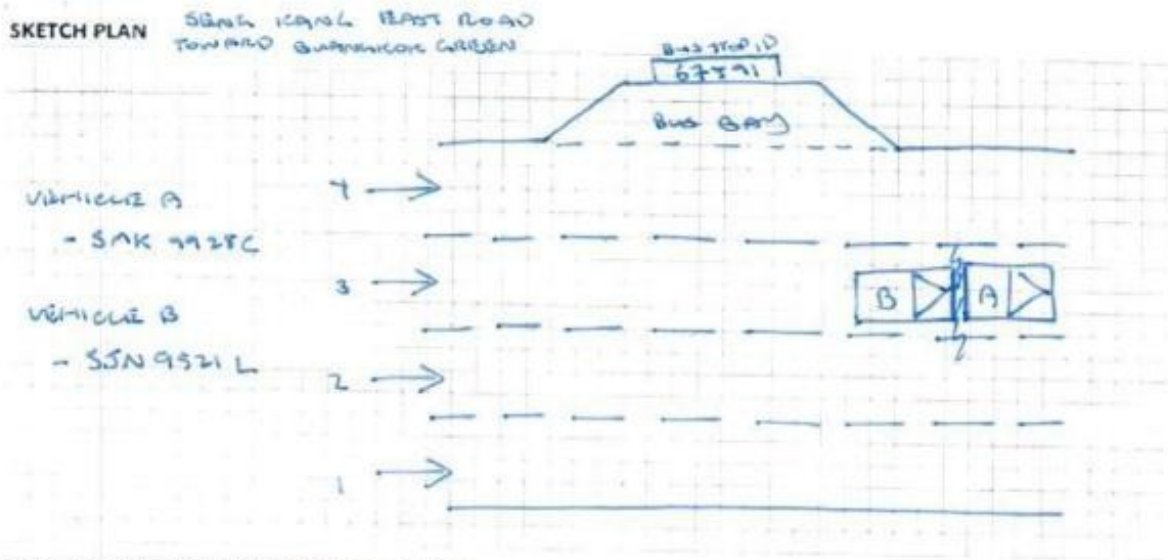 SKETCH PLAN
SENG KANG EAST ROAD
TOWARD BUANGKOK GREEN
BUS STOP ID
67891
BUS BAY
VEHICLE A
- SMK 9928C
VEHICLE B
- SJN 9521 L
4
3
B
A
2
1